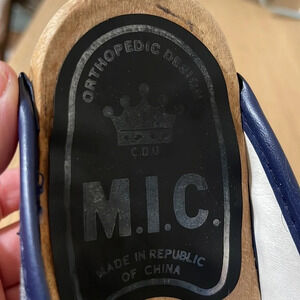 ORTHOPEDIC DESIGN
C.D.U
M.I.C.
MADE IN REPUBLIC
OF CHINA